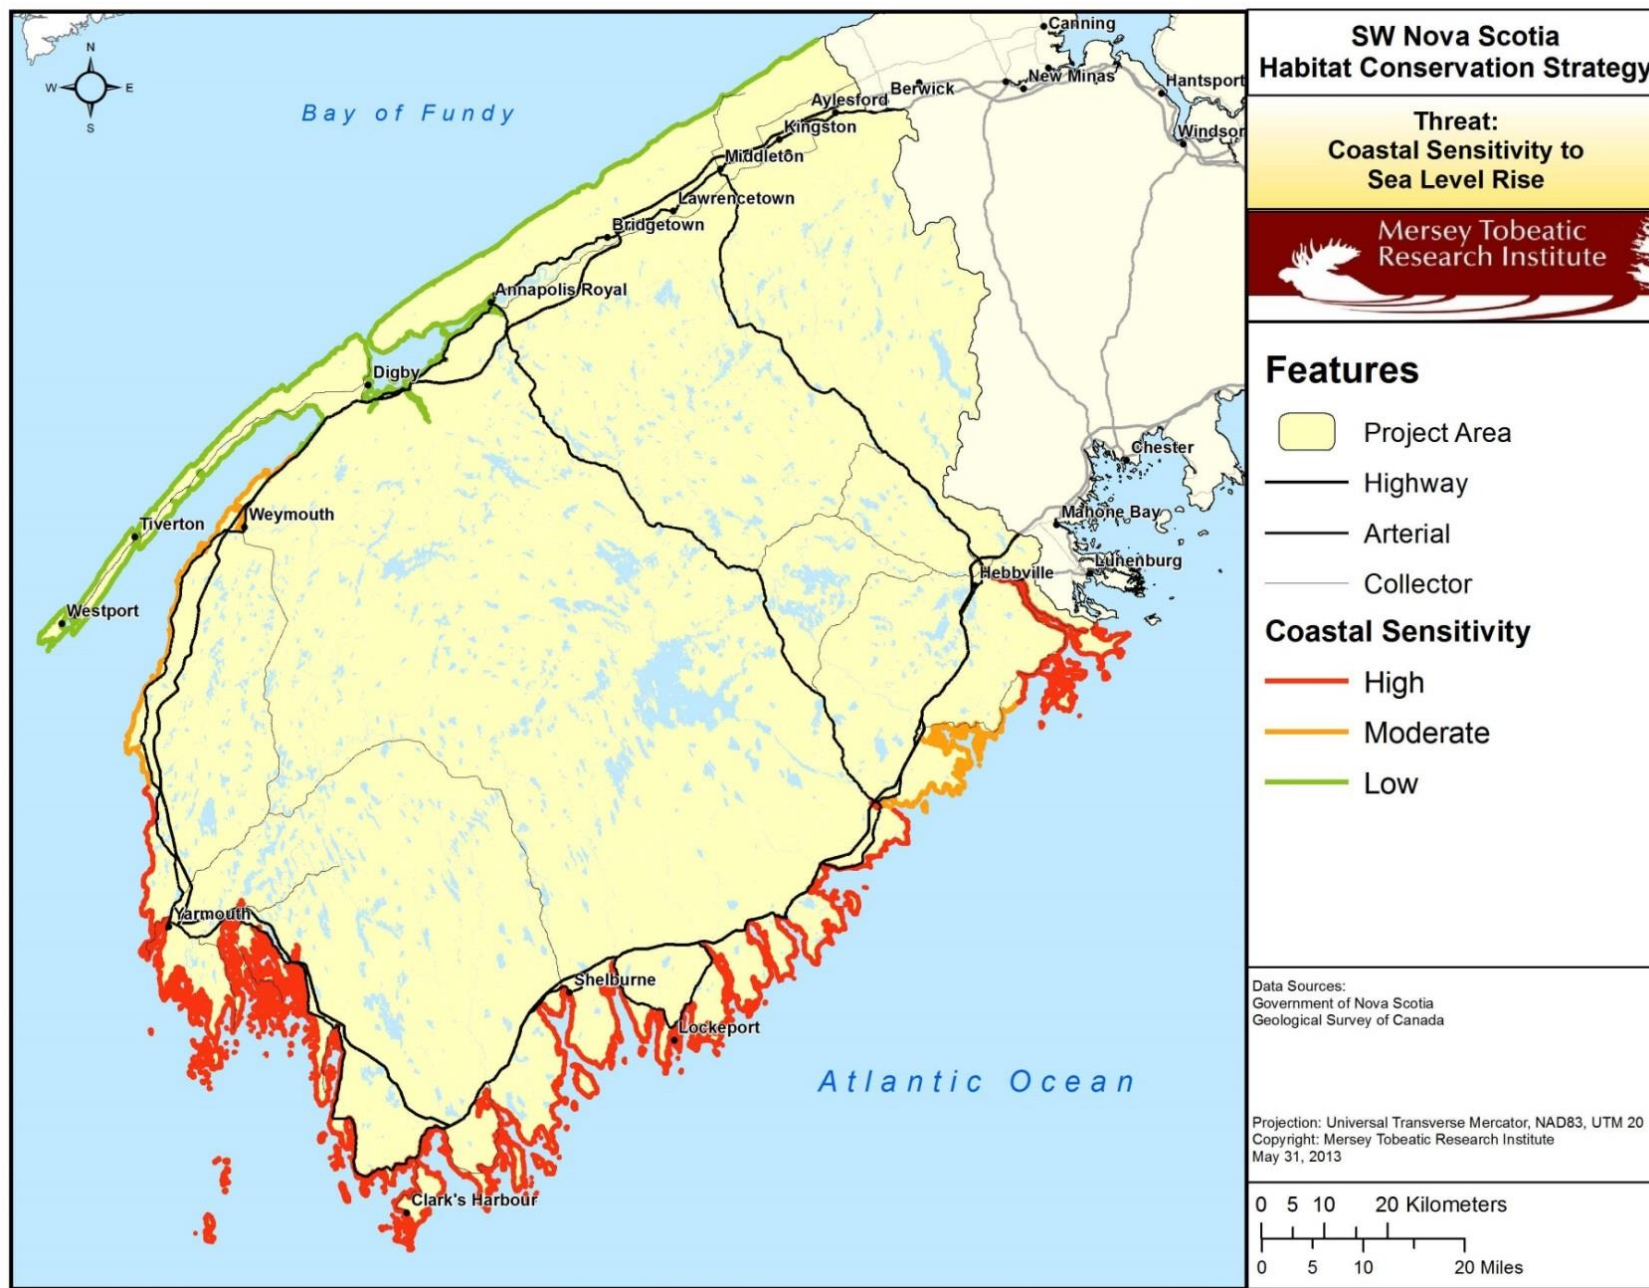 N
W
E
S
Bay of Fundy
Canning
New Minas
Hantsport
Berwick
Aylesford
Kingston
Windsor
Middleton
Lawrencetown
Bridgetown
Annapolis Royal
Digby
Chester
Tiverton
Weymouth
Mahone Bay
Lunenburg
Hebbville
Westport
Yarmouth
Shelburne
Lockeport
Atlantic Ocean
Clark's Harbour
SW Nova Scotia
Habitat Conservation Strategy
Threat:
Coastal Sensitivity to
Sea Level Rise
Mersey Tobeatic
Research Institute
Features
Project Area
Highway
Arterial
Collector
Coastal Sensitivity
High
Moderate
Low
Data Sources:
Government of Nova Scotia
Geological Survey of Canada
Projection: Universal Transverse Mercator, NAD83, UTM 20
Copyright: Mersey Tobeatic Research Institute
May 31, 2013
0 5 10 20 Kilometers
0 5 10 20 Miles